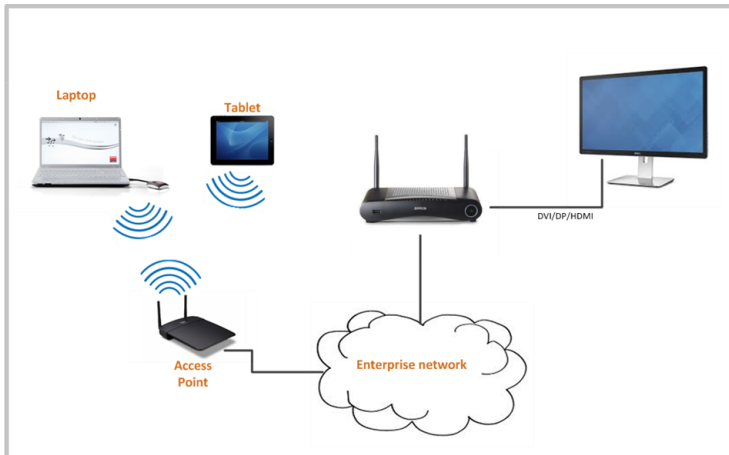 Laptop
Tablet
DVI/DP/HDMI
Access
Point
Enterprise network